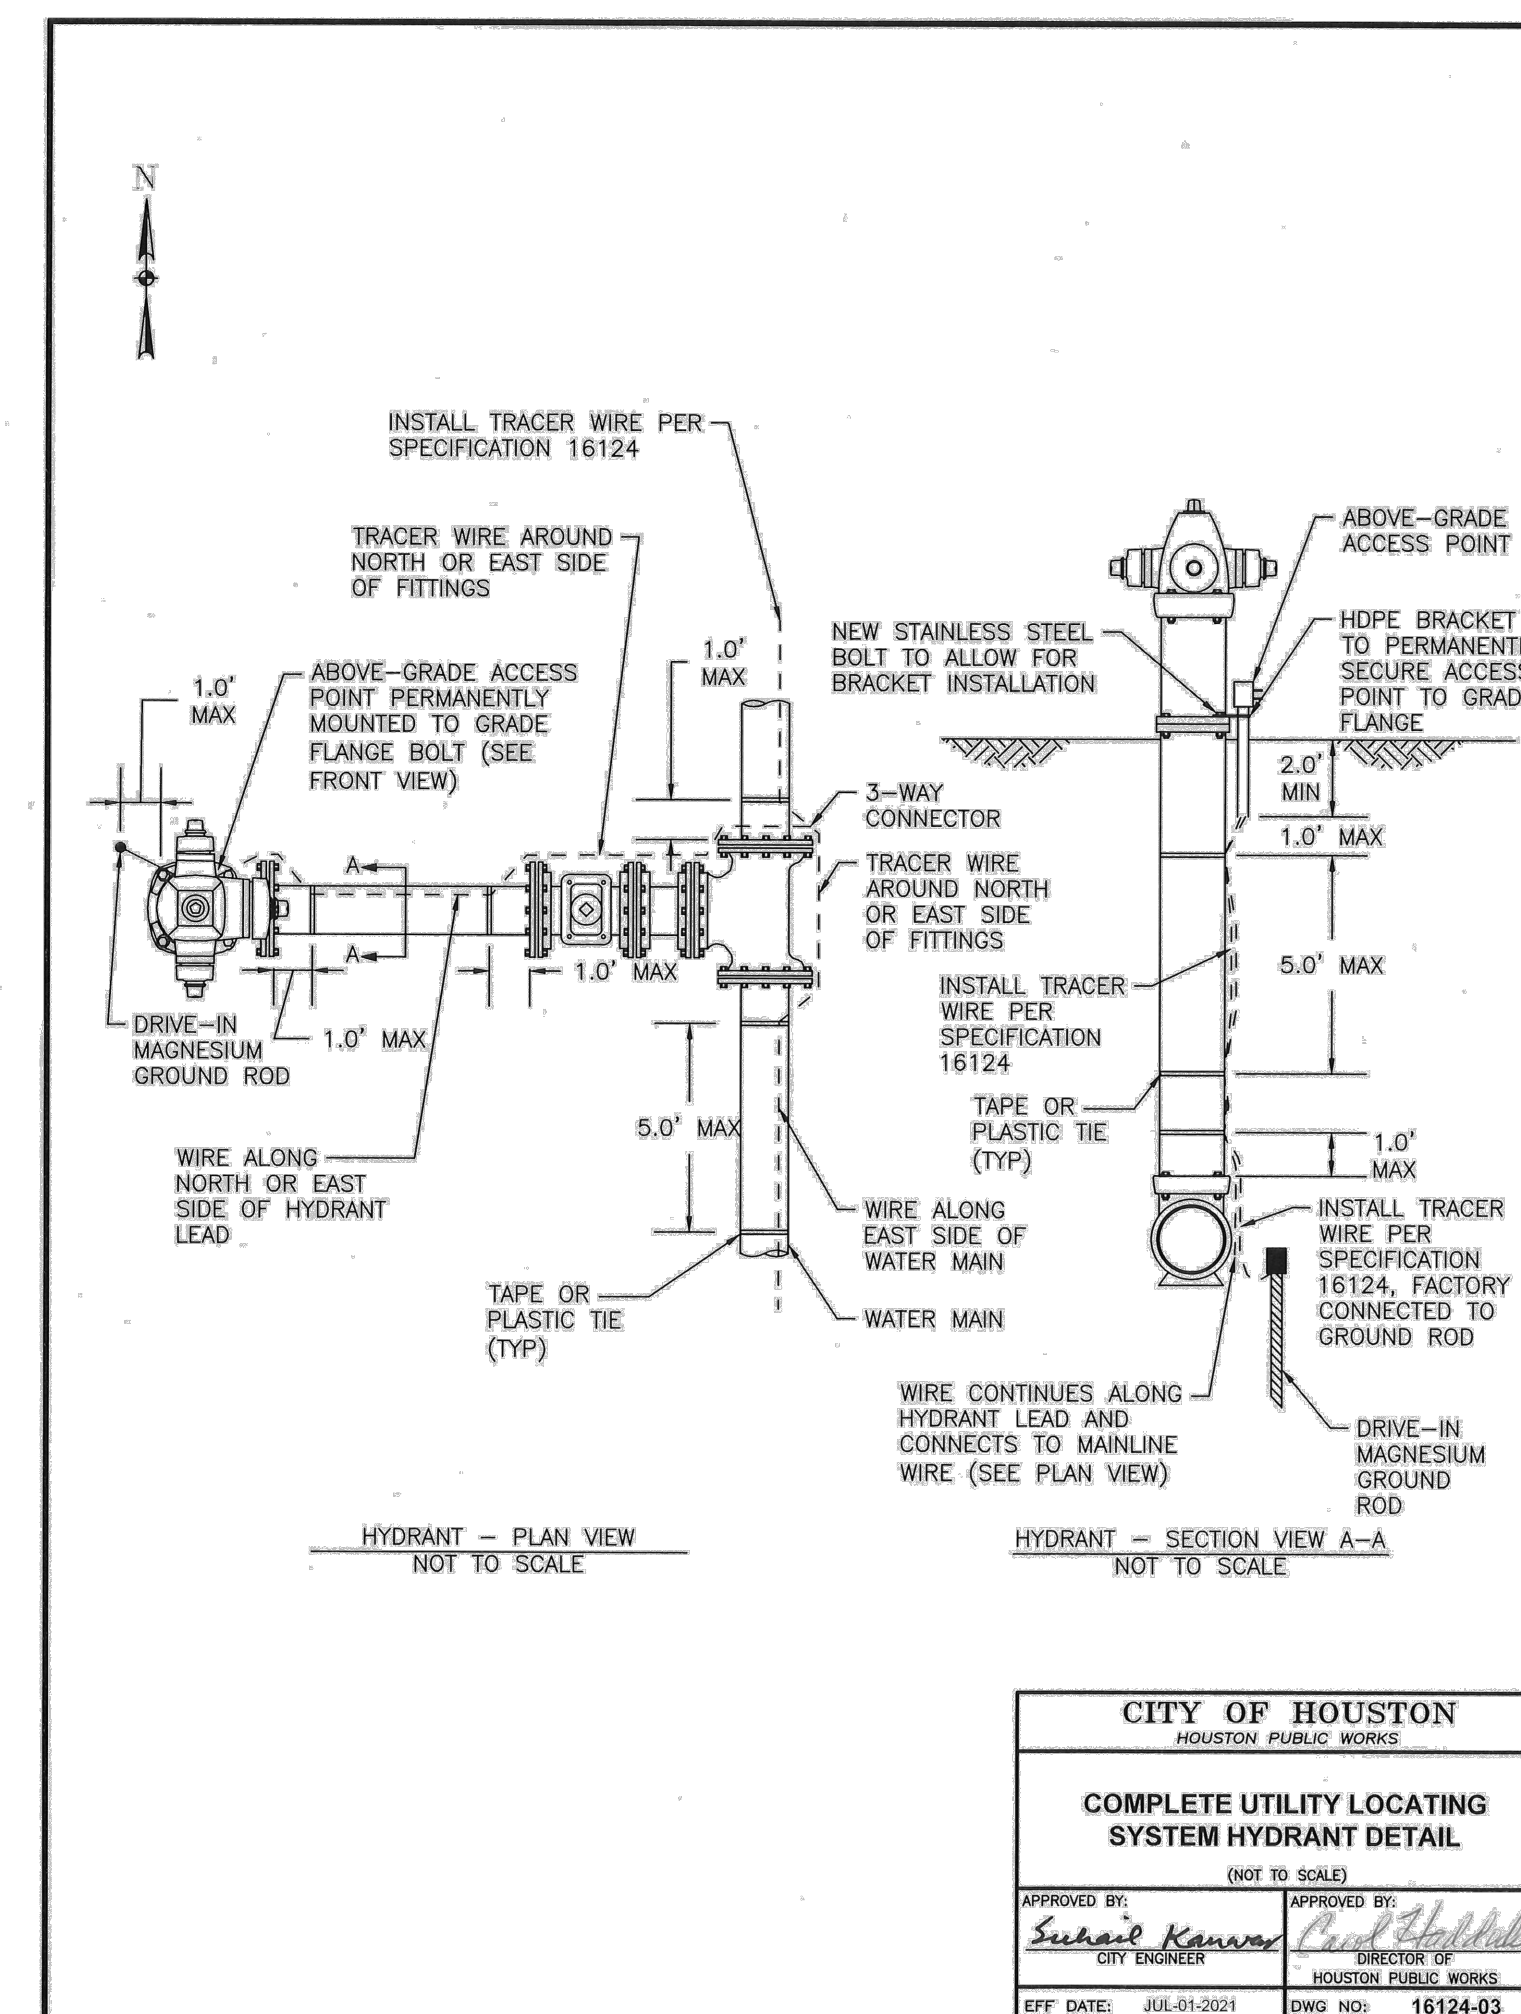 N
INSTALL TRACER WIRE PER
SPECIFICATION 16124
TRACER WIRE AROUND
NORTH OR EAST SIDE
OF FITTINGS
ABOVE-GRADE ACCESS
POINT PERMANENTLY
MOUNTED TO GRADE
FLANGE BOLT (SEE
FRONT VIEW)
1.0'
MAX
1.0'
MAX
3-WAY
CONNECTOR
TRACER WIRE
AROUND NORTH
OR EAST SIDE
OF FITTINGS
A
A
1.0' MAX
1.0' MAX
DRIVE-IN
MAGNESIUM
GROUND ROD
5.0' MAX
WIRE ALONG
NORTH OR EAST
SIDE OF HYDRANT
LEAD
WIRE ALONG
EAST SIDE OF
WATER MAIN
TAPE OR
PLASTIC TIE
(TYP)
WATER MAIN
HYDRANT - PLAN VIEW
NOT TO SCALE
ABOVE-GRADE
ACCESS POINT
NEW STAINLESS STEEL
BOLT TO ALLOW FOR
BRACKET INSTALLATION
HDPE BRACKET
TO PERMANENT
SECURE ACCESS
POINT TO GRAD
FLANGE
2.0'
MIN
1.0' MAX
5.0' MAX
INSTALL TRACER
WIRE PER
SPECIFICATION
16124
TAPE OR
PLASTIC TIE
(TYP)
1.0'
MAX
INSTALL TRACER
WIRE PER
SPECIFICATION
16124, FACTORY
CONNECTED TO
GROUND ROD
WIRE CONTINUES ALONG
HYDRANT LEAD AND
CONNECTS TO MAINLINE
WIRE (SEE PLAN VIEW)
DRIVE-IN
MAGNESIUM
GROUND
ROD
HYDRANT - SECTION VIEW A-A
NOT TO SCALE
CITY OF HOUSTON
HOUSTON PUBLIC WORKS
COMPLETE UTILITY LOCATING
SYSTEM HYDRANT DETAIL
(NOT TO SCALE)
APPROVED BY:
Suhail Kanwar
CITY ENGINEER
APPROVED BY:
Carol
DIRECTOR OF
HOUSTON PUBLIC WORKS
EFF DATE: JUL-01-2021
DWG NO: 16124-03